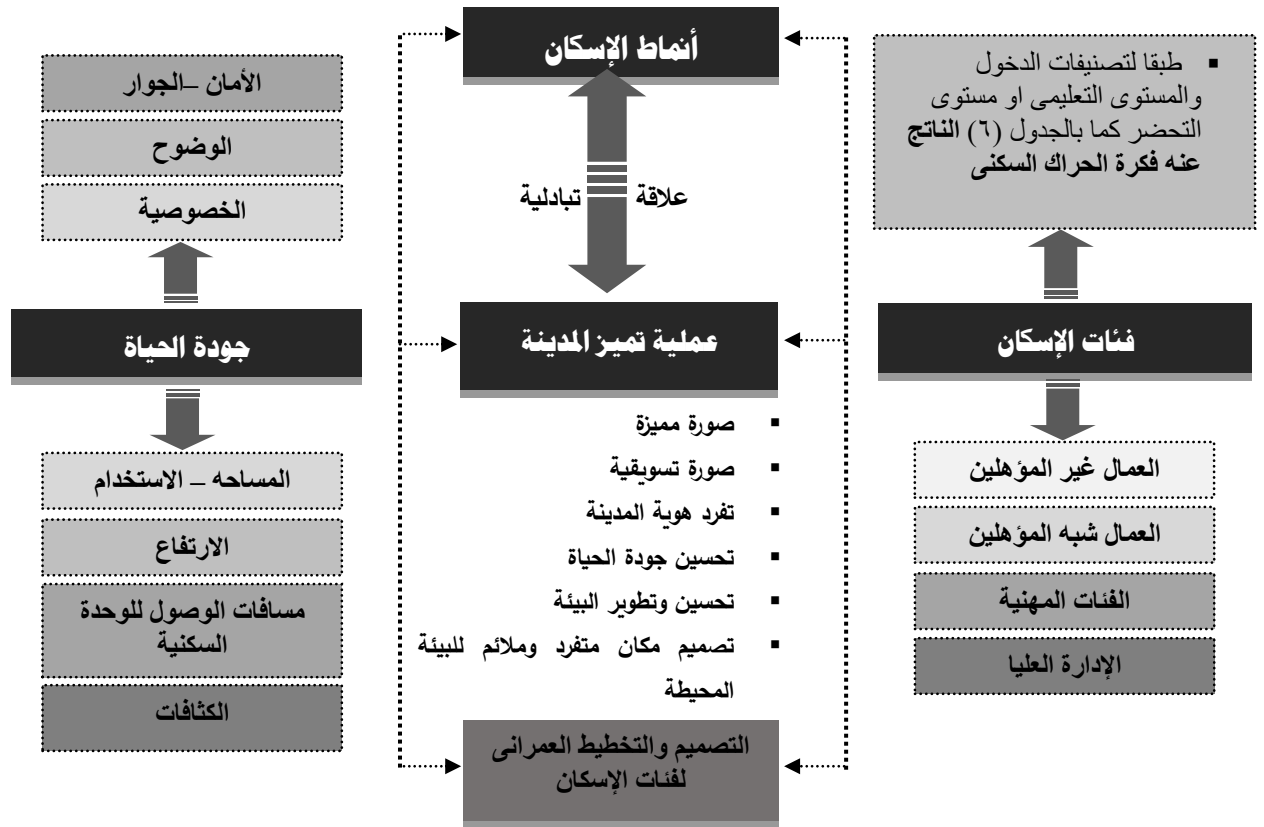 أنماط الإسكان
طبقا لتصنيفات الدخول
والمستوى التعليمى او مستوى
التحضر كما بالجدول (٦) الناتج
عنه فكرة الحراك السكنى
فئات الإسكان
العمال غير المؤهلين
العمال شبه المؤهلين
الفئات المهنية
الإدارة العليا
علاقة تبادلية
عملية تميز المدينة
صورة مميزة
صورة تسويقية
تفرد هوية المدينة
تحسين جودة الحياة
تحسين وتطوير البيئة
تصميم مكان متفرد وملائم للبيئة
المحيطة
التصميم والتخطيط العمرانى
لفئات الإسكان
الأمان –الجوار
الوضوح
الخصوصية
جودة الحياة
المساحه – الاستخدام
الارتفاع
مسافات الوصول للوحدة
السكنية
الكثافات